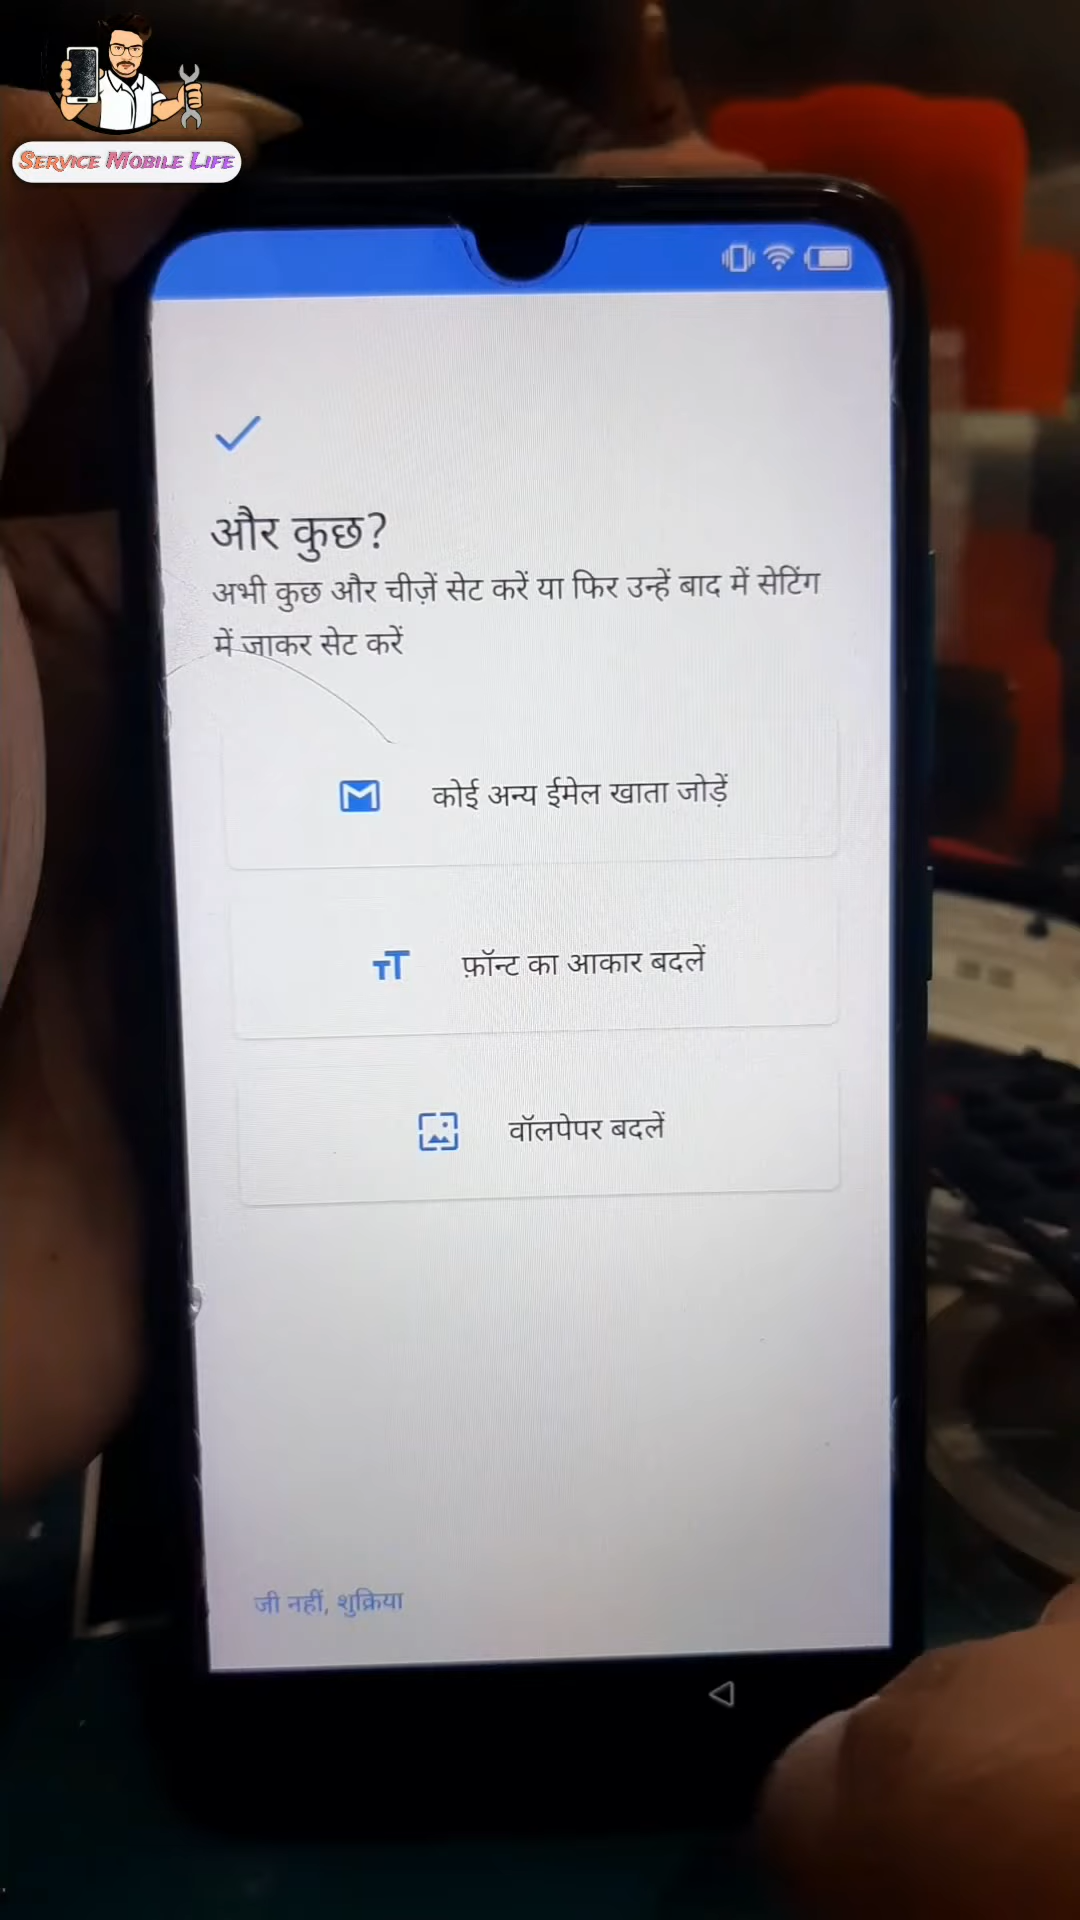 SERVICE MOBILE LIFE
और कुछ?
अभी कुछ और चीज़ें सेट करें या फिर उन्हें बाद में सेटिंग
में जाकर सेट करें
कोई अन्य ईमेल खाता जोड़ें
फ़ॉन्ट का आकार बदलें
वॉलपेपर बदलें
जी नहीं, शुक्रिया